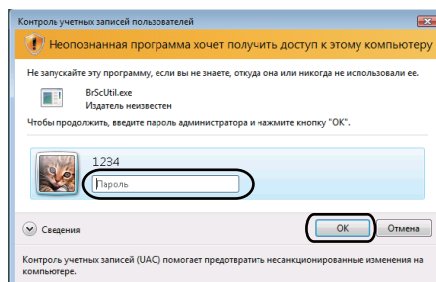 Контроль учетных записей пользователей
Неопознанная программа хочет получить доступ к этому компьютеру
Не запускайте эту программу, если вы не знаете, откуда она или никогда не использовали ее.
BrScUtil.exe
Издатель неизвестен
Чтобы продолжить, введите пароль администратора и нажмите кнопку "ОК".
1234
Пароль
Сведения
ОК
Отмена
Контроль учетных записей (UAC) помогает предотвратить несанкционированные изменения на
компьютере.